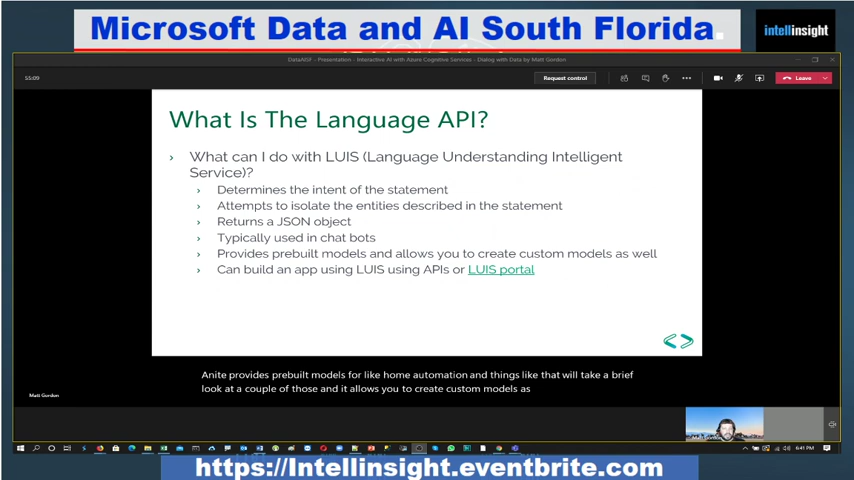 Microsoft Data and AI South Florida.
intellinsight
DataAISF - Presentation - Interactive AI with Azure Cognitive Services - Dialog with Data by Matt Gordon
55:09
Request control
Leave
What Is The Language API?
› What can I do with LUIS (Language Understanding Intelligent
Service)?
› Determines the intent of the statement
› Attempts to isolate the entities described in the statement
› Returns a JSON object
› Typically used in chat bots
› Provides prebuilt models and allows you to create custom models as well
› Can build an app using LUIS using APIs or LUIS portal
Anite provides prebuilt models for like home automation and things like that will take a brief
look at a couple of those and it allows you to create custom models as
Matt Gordon
6:41 PM
https://Intellinsight.eventbrite.com